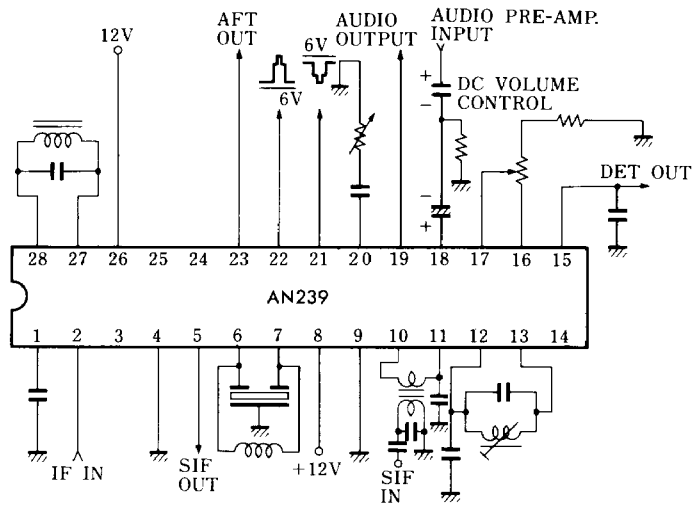 AFT
OUT
12V
6V
6V
AUDIO
OUTPUT
AUDIO PRE-AMP.
INPUT
+
−
DC VOLUME
CONTROL
−
+
DET OUT
28 27 26 25 24 23 22 21 20 19 18 17 16 15
AN239
1 2 3 4 5 6 7 8 9 10 11 12 13 14
IF IN
SIF
OUT
+12V
SIF
IN